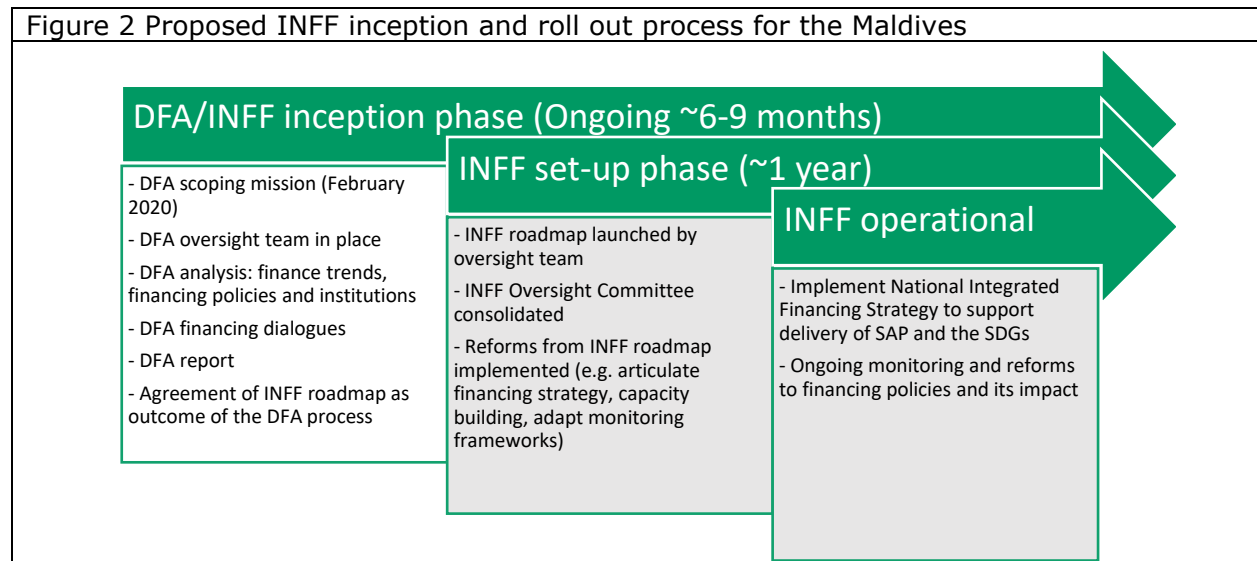 Figure 2 Proposed INFF inception and roll out process for the Maldives
DFA/INFF inception phase (Ongoing ~6-9 months)
- DFA scoping mission (February
2020)
- DFA oversight team in place
- DFA analysis: finance trends,
financing policies and institutions
- DFA financing dialogues
- DFA report
- Agreement of INFF roadmap as
outcome of the DFA process
INFF set-up phase (~1 year)
- INFF roadmap launched by
oversight team
- INFF Oversight Committee
consolidated
- Reforms from INFF roadmap
implemented (e.g. articulate
financing strategy, capacity
building, adapt monitoring
frameworks)
INFF operational
- Implement National Integrated
Financing Strategy to support
delivery of SAP and the SDGs
- Ongoing monitoring and reforms
to financing policies and its impact